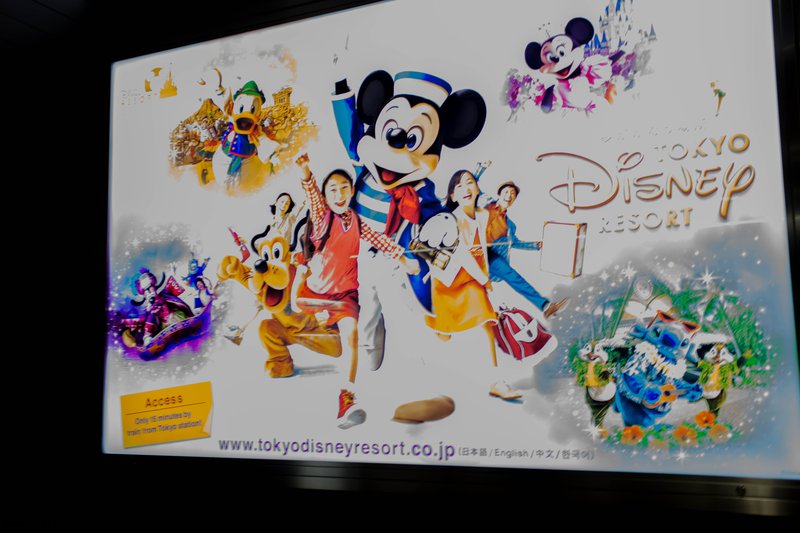 TOKYO
DISNEY
RESORT
Access
Only 15 minutes by
train from Tokyo station!
www.tokyodisneyresort.co.jp (日本語/English/中文/한국어)